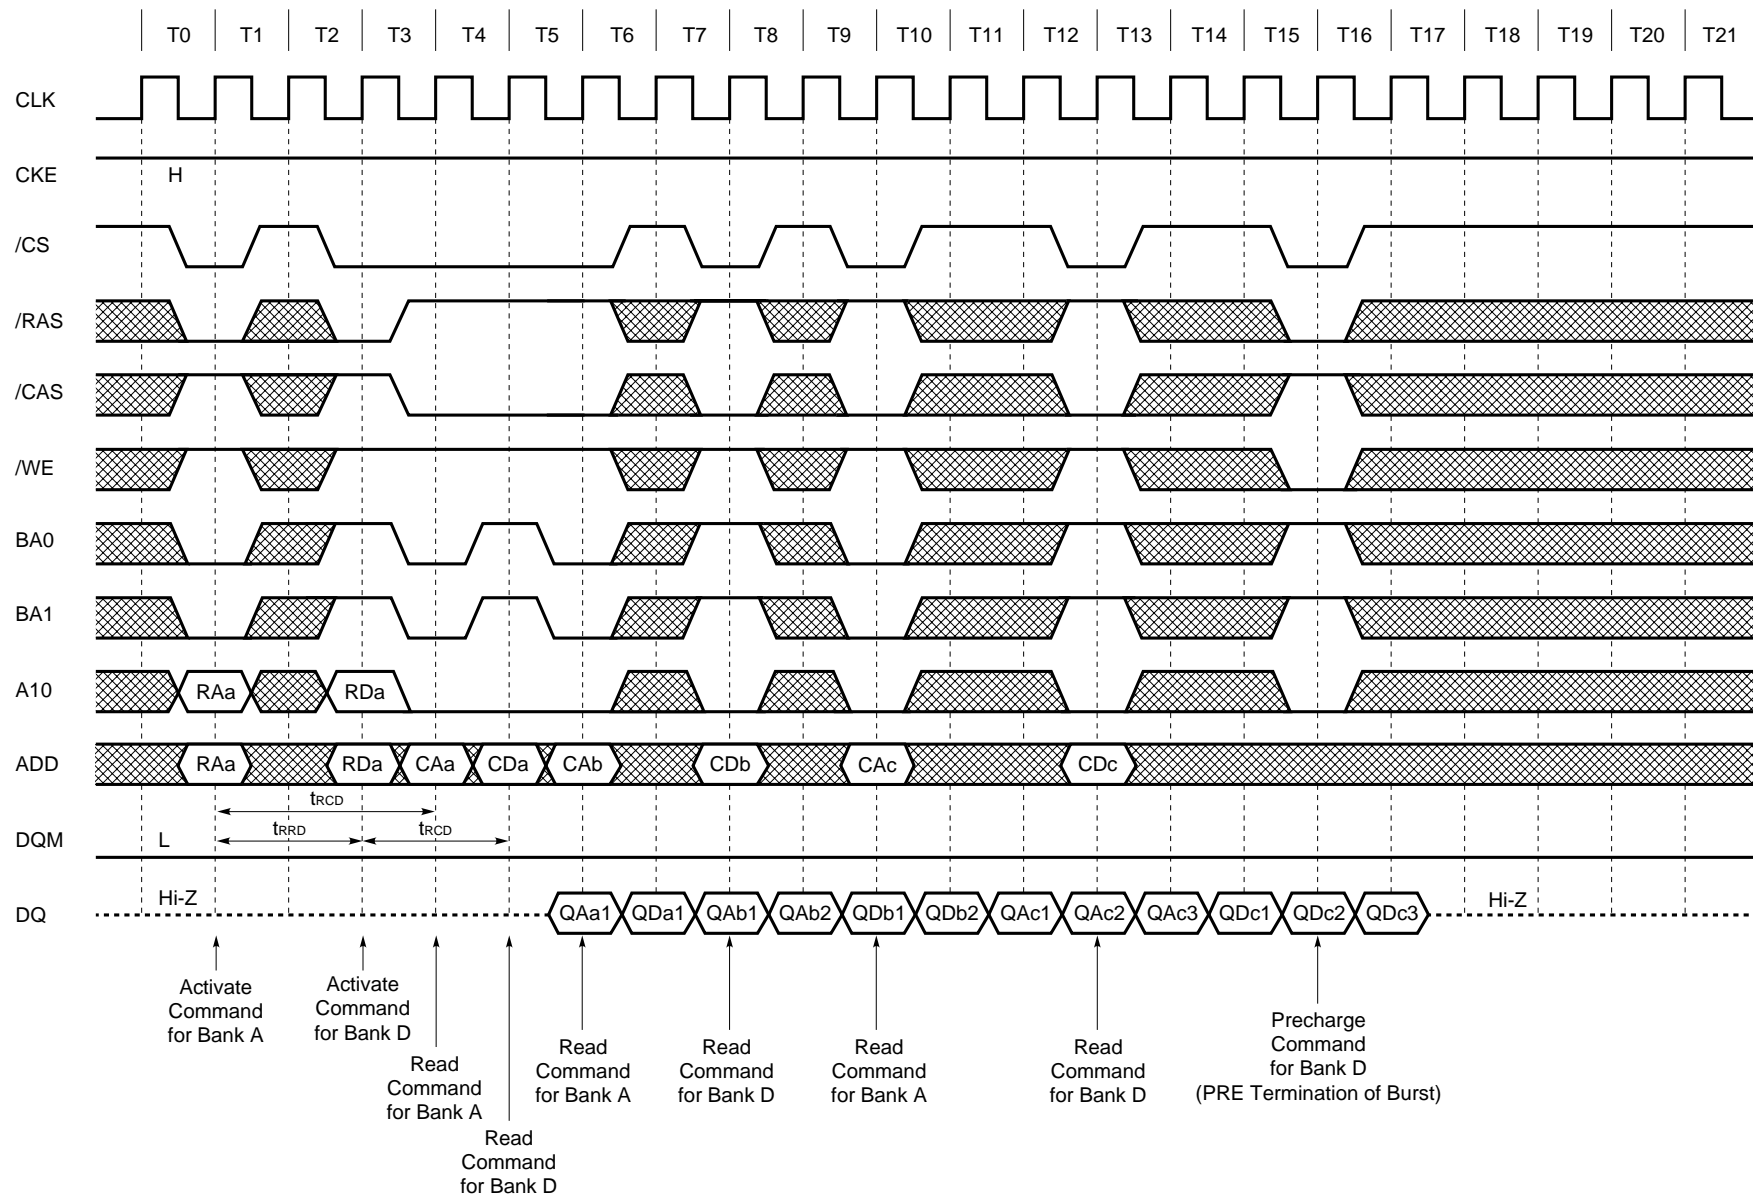 T0 T1 T2 T3 T4 T5 T6 T7 T8 T9 T10 T11 T12 T13 T14 T15 T16 T17 T18 T19 T20 T21
CLK
CKE H
/CS
/RAS
/CAS
/WE
BA0
BA1
A10 RAa RDa
ADD RAa RDa CAa CDa CAb CDb CAc CDc
tRCD
tRRD tRCD
DQM L
Hi-Z Hi-Z
DQ QAa1 QDa1 QAb1 QAb2 QDb1 QDb2 QAc1 QAc2 QAc3 QDc1 QDc2 QDc3
Activate
Command
for Bank A
Activate
Command
for Bank D
Read
Command
for Bank A
Read
Command
for Bank D
Read
Command
for Bank A
Read
Command
for Bank D
Read
Command
for Bank A
Read
Command
for Bank D
Precharge
Command
for Bank D
(PRE Termination of Burst)